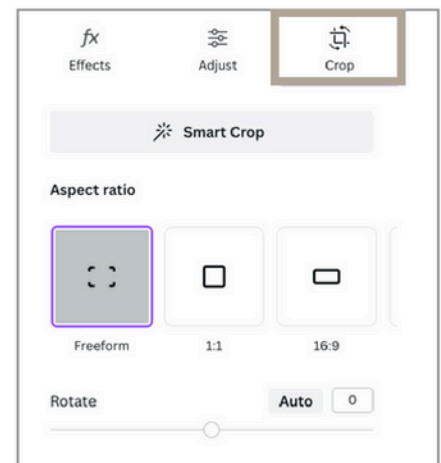 fx
Effects Adjust Crop
Smart Crop
Aspect ratio
Freeform 1:1 16:9
Rotate Auto 0